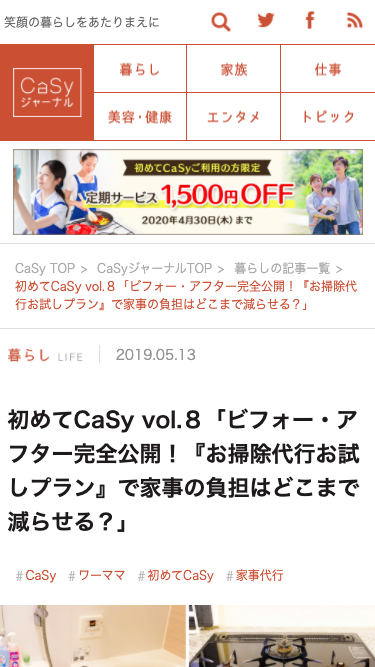 笑顔の暮らしをあたりまえに
CaSy
ジャーナル
暮らし
家族
仕事
美容・健康
エンタメ
トピック
初めてCaSyご利用の方限定
定期サービス1,500円OFF
2020年4月30日(木)まで
CaSy TOP > CaSyジャーナルTOP > 暮らしの記事一覧 >
初めてCaSy vol.８「ビフォー・アフター完全公開！『お掃除代
行お試しプラン』で家事の負担はどこまで減らせる？」
暮らし LIFE 2019.05.13
初めてCaSy vol.８「ビフォー・ア
フター完全公開！『お掃除代行お試
しプラン』で家事の負担はどこまで
減らせる？」
#CaSy #ワーママ #初めてCaSy #家事代行